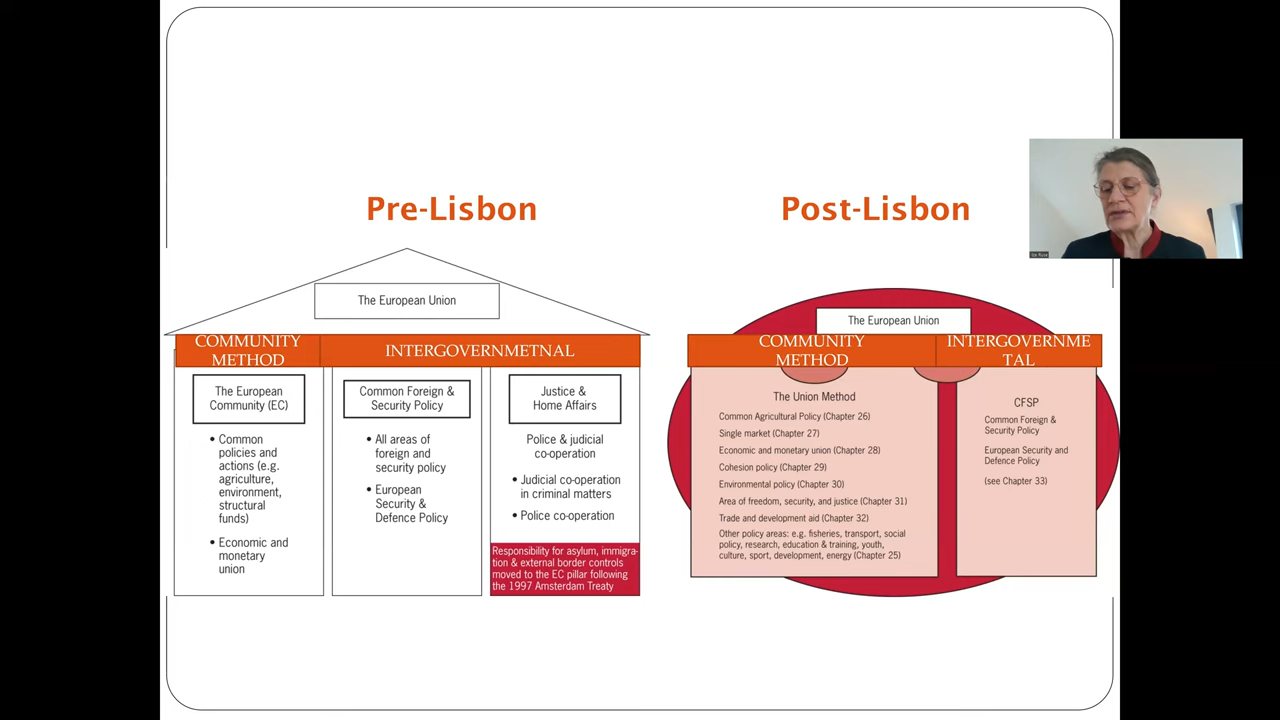 Pre-Lisbon
The European Union
COMMUNITY
METHOD
INTERGOVERNMETNAL
The European
Community (EC)
• Common
policies and
actions (e.g.
agriculture,
environment,
structural
funds)
• Economic and
monetary
union
Common Foreign &
Security Policy
• All areas of
foreign and
security policy
• European
Security &
Defence Policy
Justice &
Home Affairs
Police & judicial
co-operation
• Judicial co-operation
in criminal matters
• Police co-operation
Responsibility for asylum, immigra-
tion & external border controls
moved to the EC pillar following
the 1997 Amsterdam Treaty
Post-Lisbon
The European Union
COMMUNITY
METHOD
INTERGOVERNME
TAL
The Union Method
Common Agricultural Policy (Chapter 26)
Single market (Chapter 27)
Economic and monetary union (Chapter 28)
Cohesion policy (Chapter 29)
Environmental policy (Chapter 30)
Area of freedom, security, and justice (Chapter 31)
Trade and development aid (Chapter 32)
Other policy areas: e.g. fisheries, transport, social
policy, research, education & training, youth,
culture, sport, development, energy (Chapter 25)
CFSP
Common Foreign &
Security Policy
European Security and
Defence Policy
(see Chapter 33)